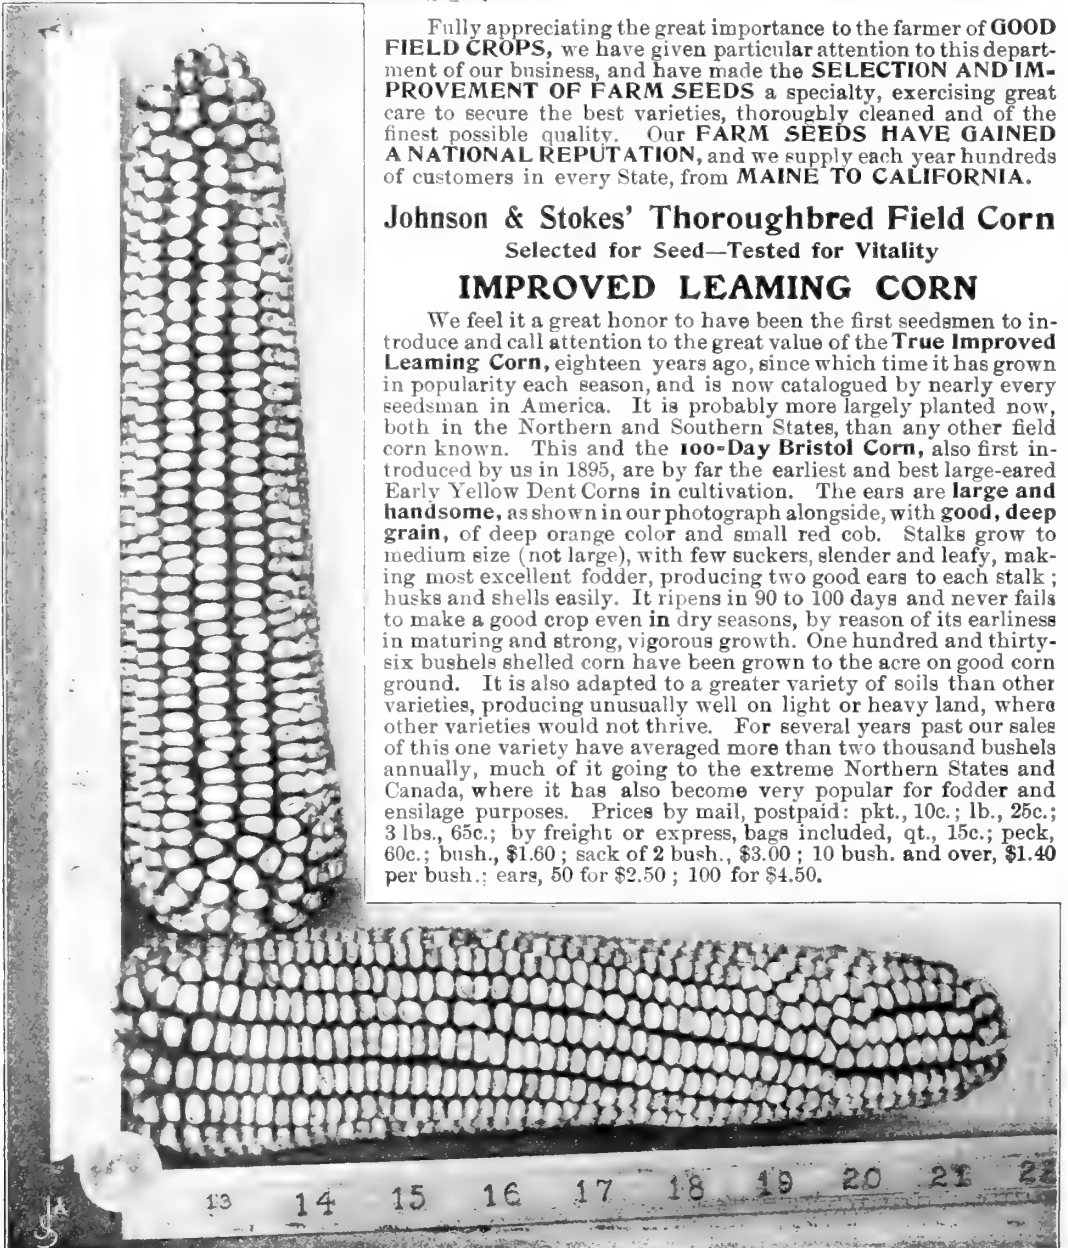 Fully appreciating the great importance to the farmer of GOOD
FIELD CROPS, we have given particular attention to this depart-
ment of our business, and have made the SELECTION AND IM-
PROVEMENT OF FARM SEEDS a specialty, exercising great
care to secure the best varieties, thoroughly cleaned and of the
finest possible quality. Our FARM SEEDS HAVE GAINED
A NATIONAL REPUTATION, and we supply each year hundreds
of customers in every State, from MAINE TO CALIFORNIA.
Johnson & Stokes' Thoroughbred Field Corn
Selected for Seed—Tested for Vitality
IMPROVED LEAMING CORN
We feel it a great honor to have been the first seedsmen to in-
troduce and call attention to the great value of the True Improved
Leaming Corn, eighteen years ago, since which time it has grown
in popularity each season, and is now catalogued by nearly every
seedsman in America. It is probably more largely planted now,
both in the Northern and Southern States, than any other field
corn known. This and the 100-Day Bristol Corn, also first in-
troduced by us in 1895, are by far the earliest and best large-eared
Early Yellow Dent Corns in cultivation. The ears are large and
handsome, as shown in our photograph alongside, with good, deep
grain, of deep orange color and small red cob. Stalks grow to
medium size (not large), with few suckers, slender and leafy, mak-
ing most excellent fodder, producing two good ears to each stalk ;
husks and shells easily. It ripens in 90 to 100 days and never fails
to make a good crop even in dry seasons, by reason of its earliness
in maturing and strong, vigorous growth. One hundred and thirty-
six bushels shelled corn have been grown to the acre on good corn
ground. It is also adapted to a greater variety of soils than other
varieties, producing unusually well on light or heavy land, where
other varieties would not thrive. For several years past our sales
of this one variety have averaged more than two thousand bushels
annually, much of it going to the extreme Northern States and
Canada, where it has also become very popular for fodder and
ensilage purposes. Prices by mail, postpaid: pkt., 10c.; lb., 25c.;
3 lbs., 65c.; by freight or express, bags included, qt., 15c.; peck,
60c.; bush., $1.60 ; sack of 2 bush., $3.00 ; 10 bush. and over, $1.40
per bush.; ears, 50 for $2.50 ; 100 for $4.50.
13 14 15 16 17 18 19 20 21 22